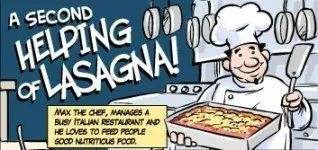 A SECOND
HELPING
OF LASAGNA!
MAX THE CHEF, MANAGES A
BUSY ITALIAN RESTAURANT AND
HE LOVES TO FEED PEOPLE
GOOD NUTRITIOUS FOOD.